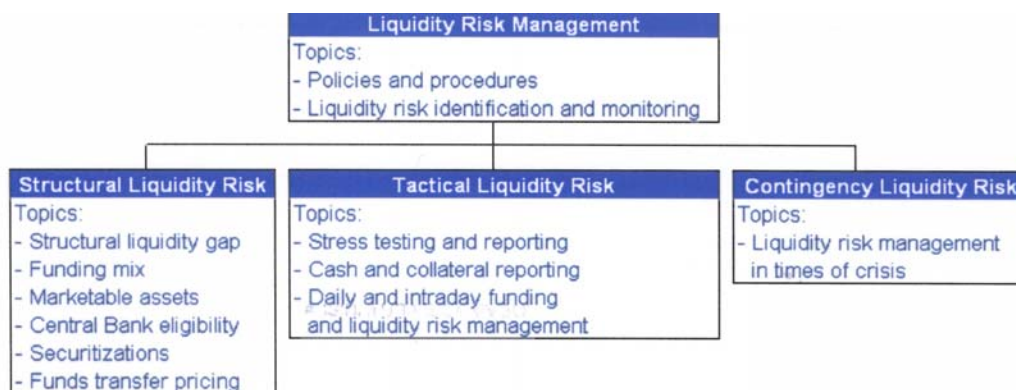 Liquidity Risk Management
Topics:
- Policies and procedures
- Liquidity risk identification and monitoring
Structural Liquidity Risk
Topics:
- Structural liquidity gap
- Funding mix
- Marketable assets
- Central Bank eligibility
- Securitizations
- Funds transfer pricing
Tactical Liquidity Risk
Topics:
- Stress testing and reporting
- Cash and collateral reporting
- Daily and intraday funding
and liquidity risk management
Contingency Liquidity Risk
Topics:
- Liquidity risk management
in times of crisis